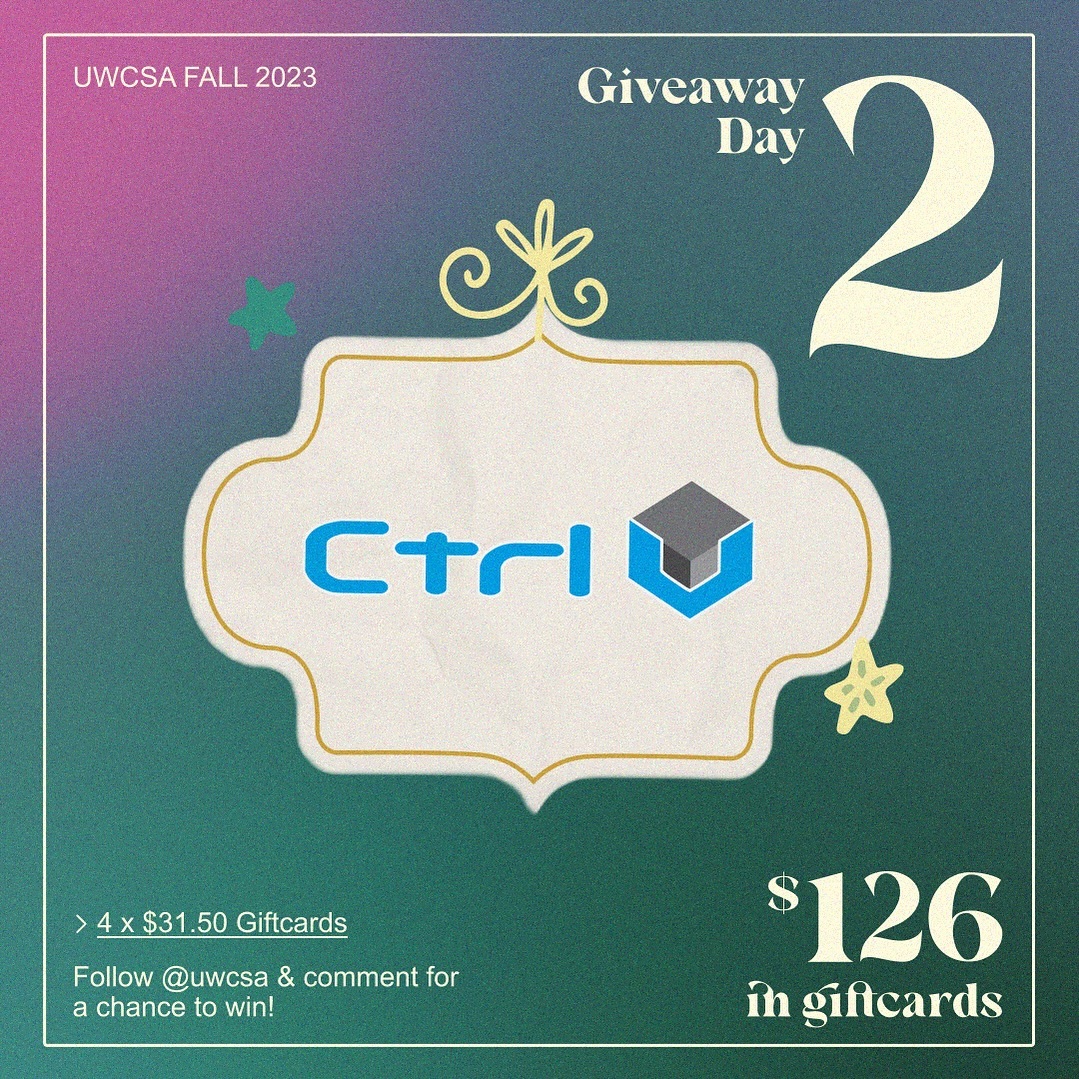 UWCSA FALL 2023
Giveaway
Day
2
Ctrl V
> 4 x $31.50 Giftcards
Follow @uwcsa & comment for
a chance to win!
$126
in giftcards